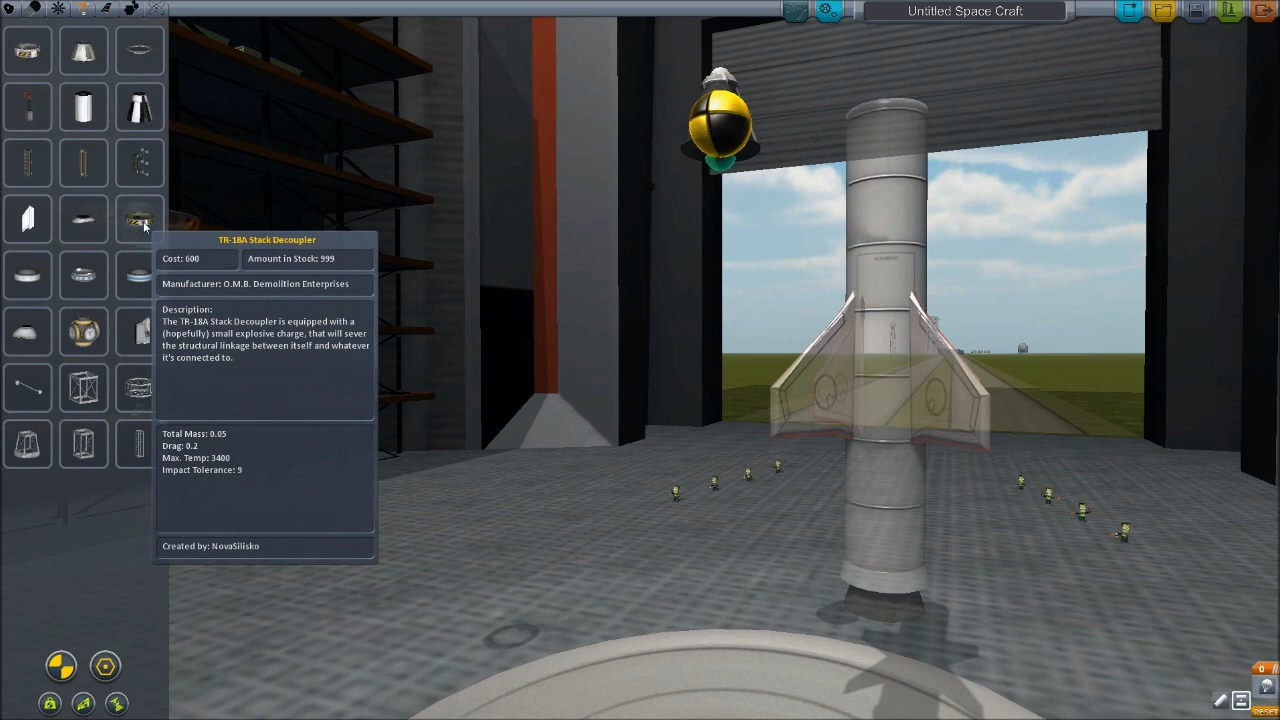 Untitled Space Craft
TR-18A Stack Decoupler
Cost: 600
Amount in Stock: 999
Manufacturer: O.M.B. Demolition Enterprises
Description:
The TR-18A Stack Decoupler is equipped with a
(hopefully) small explosive charge, that will sever
the structural linkage between itself and whatever
it's connected to.
Total Mass: 0.05
Drag: 0.2
Max. Temp: 3400
Impact Tolerance: 9
Created by: NovaSilisko
0
RESET